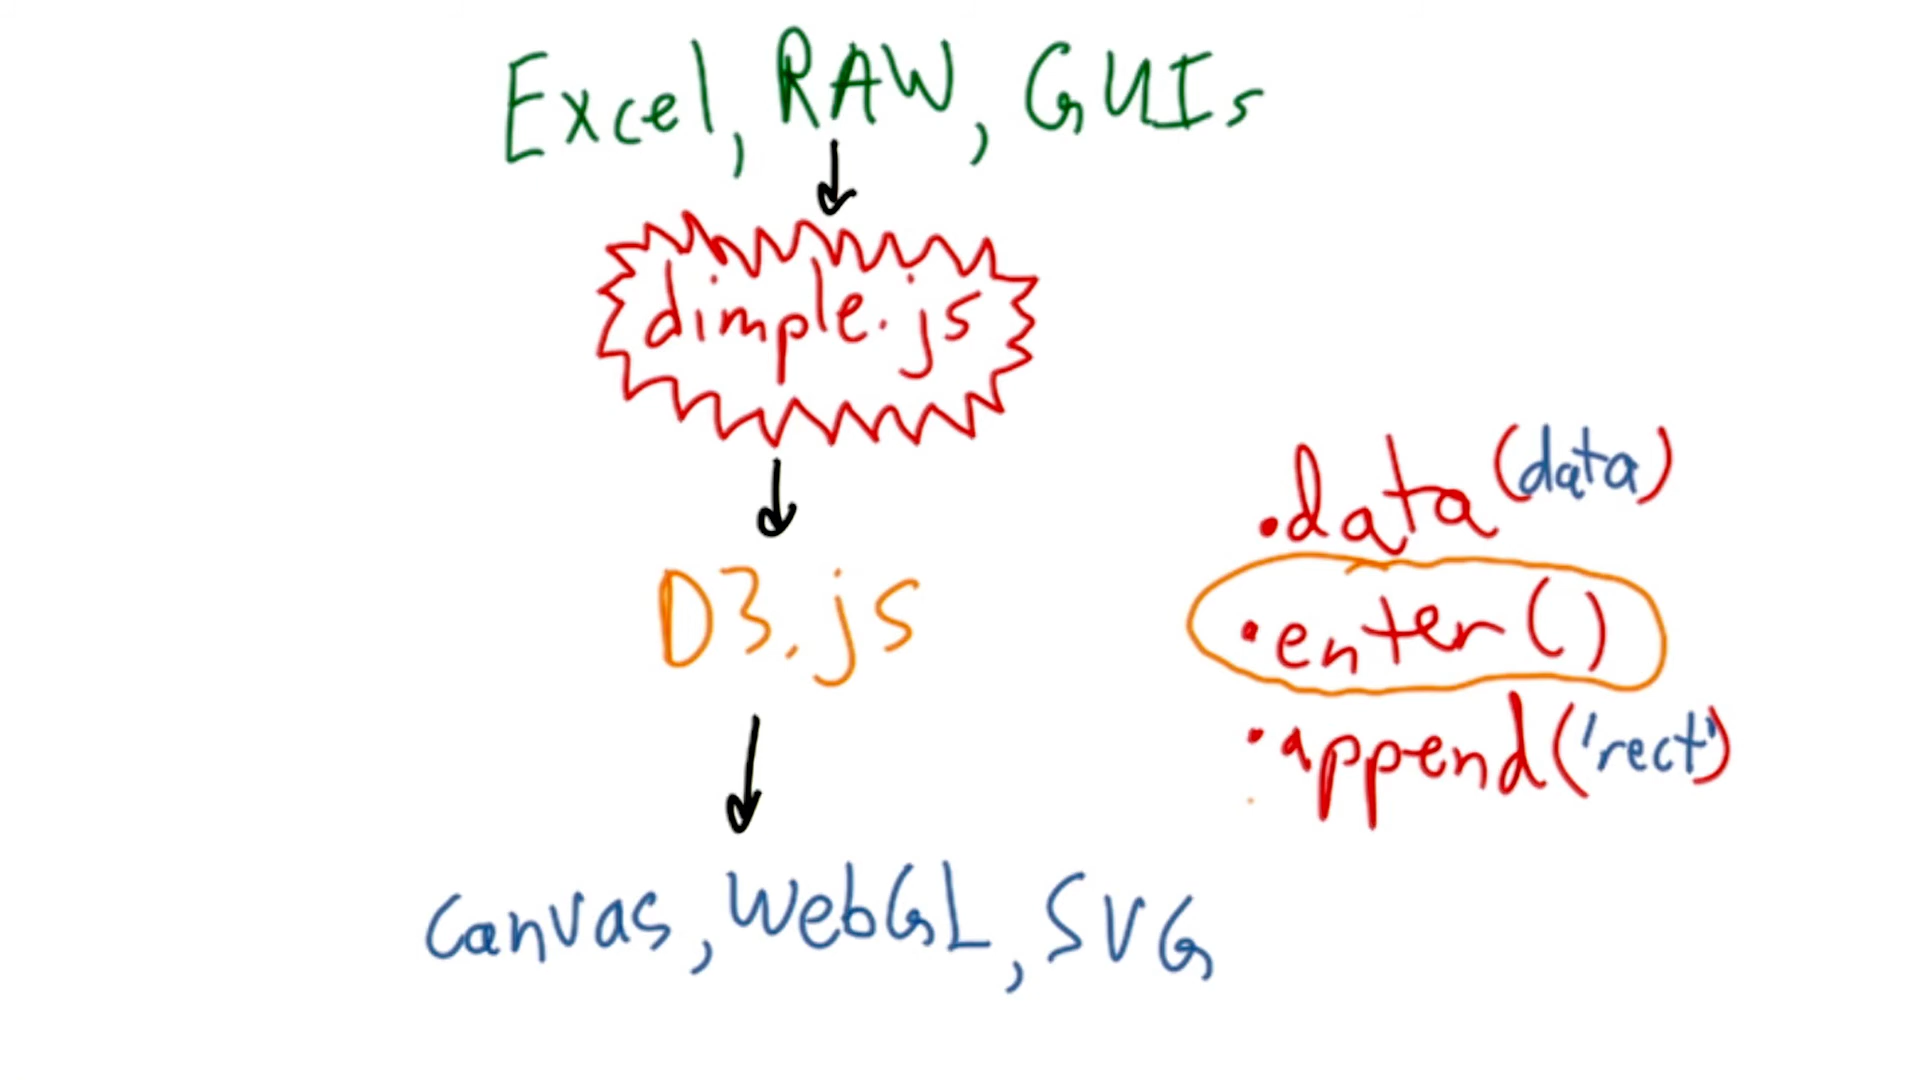 Excel, RAW, GUIs
dimple.js
D3.js
Canvas, WebGL, SVG
.data(data)
.enter()
.append('rect')